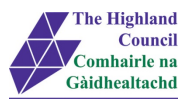 The Highland
Council
Comhairle na
Gàidhealtachd